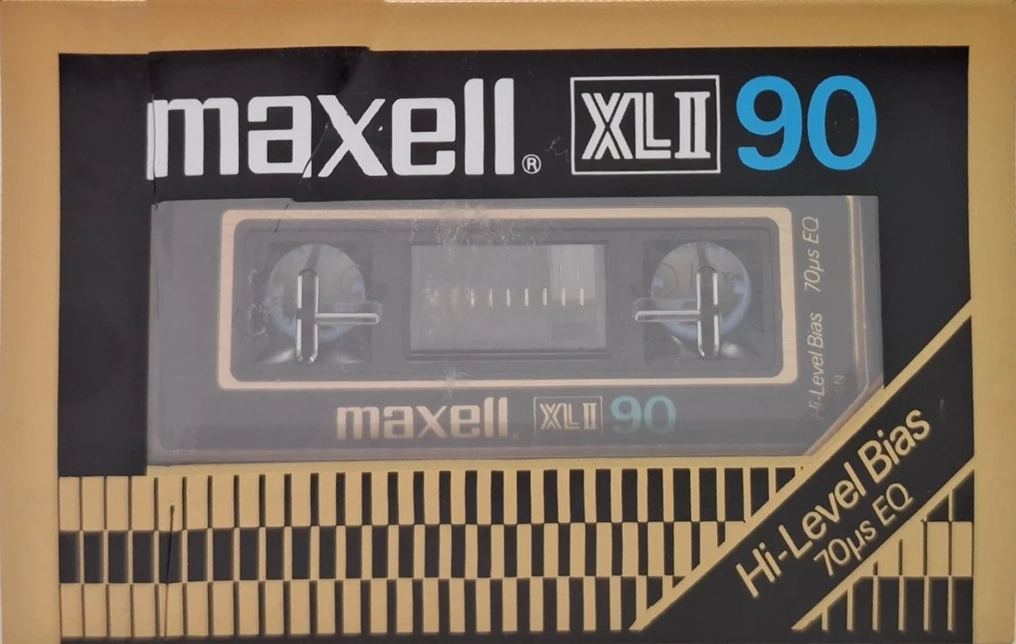 maxell® XLII 90
Hi-Level Bias 70µs EQ
maxell XLII 90
Hi-Level Bias
70µs EQ